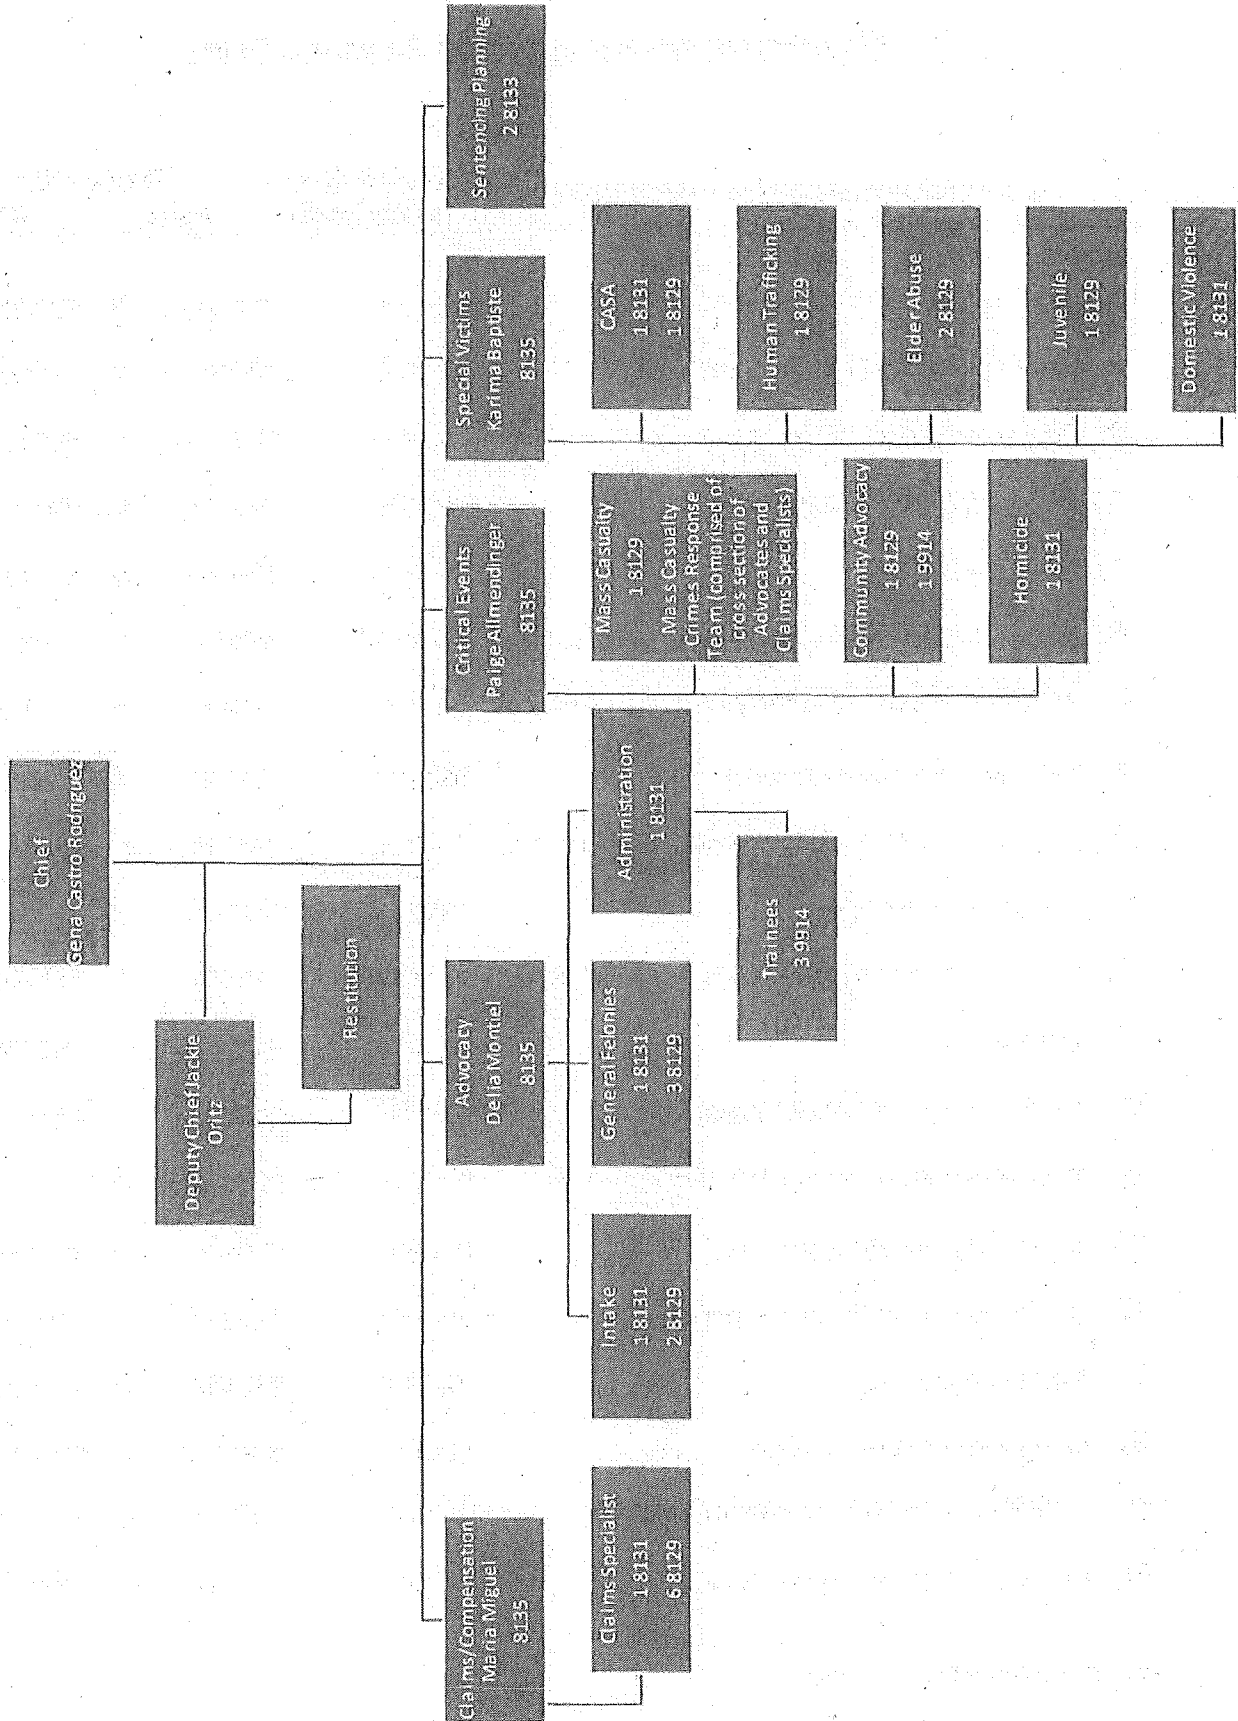 Chief
Gena Castro Rodriguez
Deputy Chief Jackie
Oritz
Restitution
Claims/Compensation
Maria Miguel
8135
Advocacy
Delia Montiel
8135
Critical Events
Paige Allmendinger
8135
Special Victims
Karima Baptiste
8135
Sentencing Planning
2 8133
Claims Specialist
1 8131
6 8129
Intake
1 8131
2 8129
General Felonies
1 8131
3 8129
Administration
1 8131
Trainees
3 9914
Mass Casualty
1 8129
Mass Casualty
Crimes Response
Team (comprised of
cross section of
Advocates and
Claims Specialists)
Community Advocacy
1 8129
1 9914
Homicide
1 8131
CASA
1 8131
1 8129
Human Trafficking
1 8129
Elder Abuse
2 8129
Juvenile
1 8129
Domestic Violence
1 8131